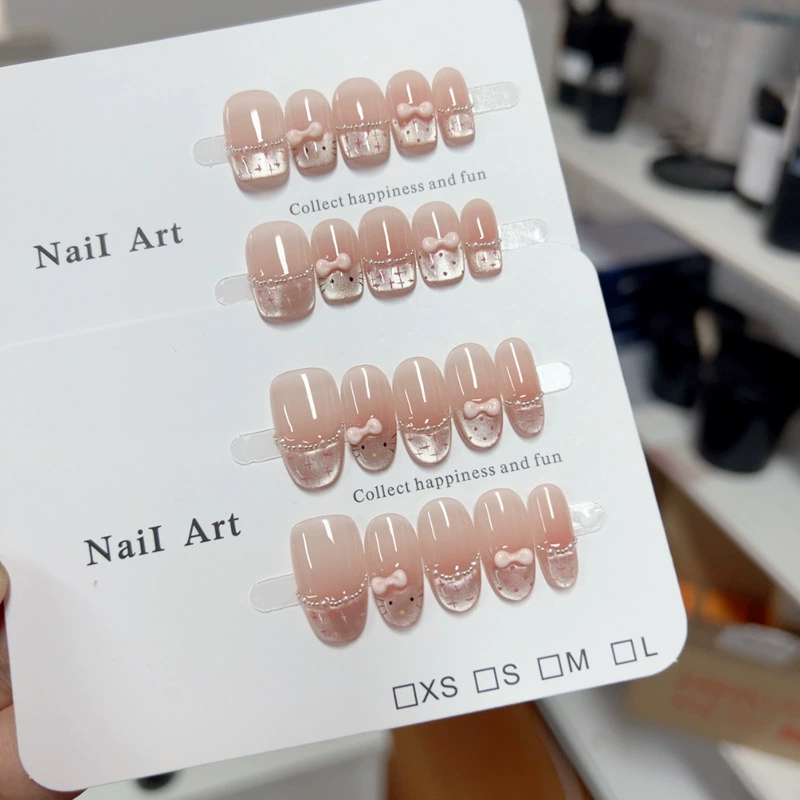 Collect happiness and fun
NaiI Art
Collect happiness and fun
NaiI Art
☐XS ☐S ☐M ☐L